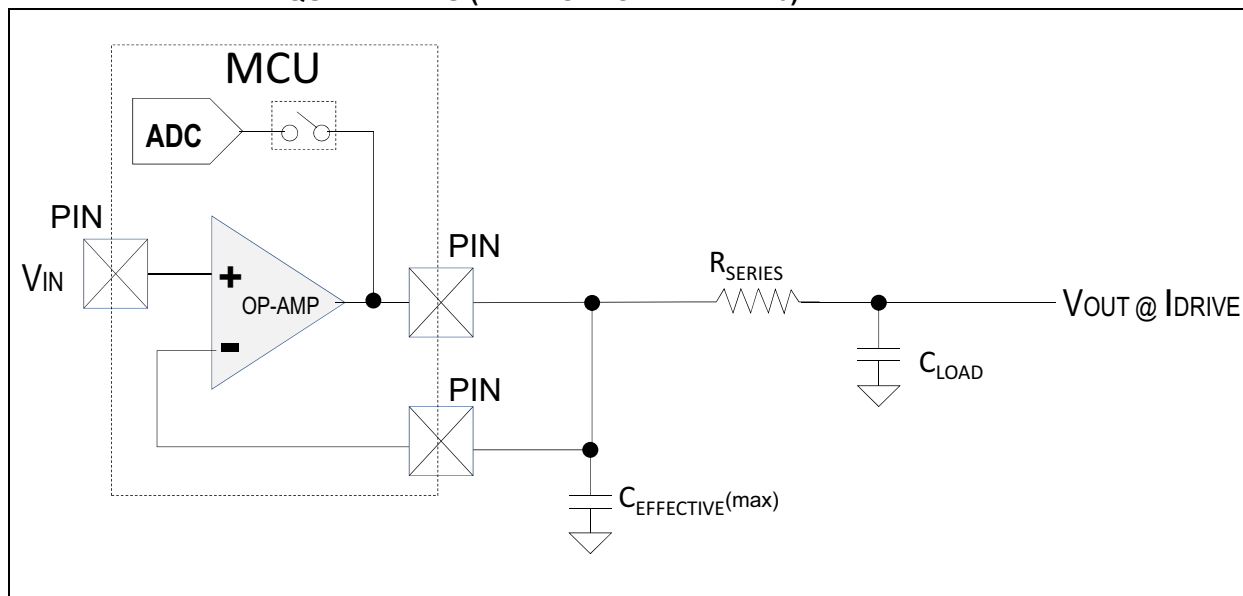 MCU
ADC
PIN
VIN
+
OP-AMP
-
PIN
PIN
RSERIES
VOUT @ IDRIVE
CLOAD
CEFFECTIVE(max)